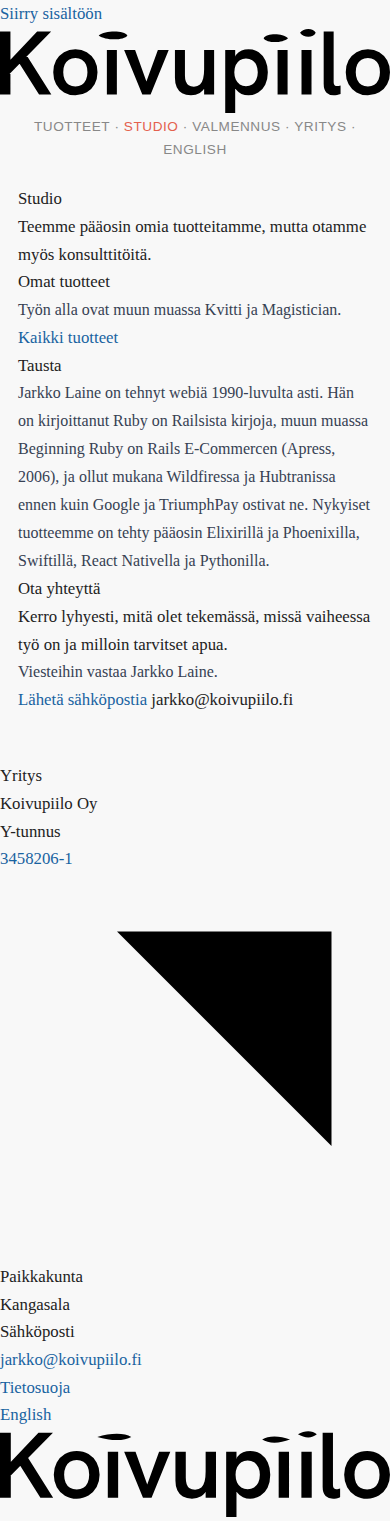 Siirry sisältöön
Koivupiilo
TUOTTEET · STUDIO · VALMENNUS · YRITYS ·
ENGLISH
Studio
Teemme pääosin omia tuotteitamme, mutta otamme
myös konsulttitöitä.
Omat tuotteet
Työn alla ovat muun muassa Kvitti ja Magistician.
Kaikki tuotteet
Tausta
Jarkko Laine on tehnyt webiä 1990-luvulta asti. Hän
on kirjoittanut Ruby on Railsista kirjoja, muun muassa
Beginning Ruby on Rails E-Commercen (Apress,
2006), ja ollut mukana Wildfiressa ja Hubtranissa
ennen kuin Google ja TriumphPay ostivat ne. Nykyiset
tuotteemme on tehty pääosin Elixirillä ja Phoenixilla,
Swiftillä, React Nativella ja Pythonilla.
Ota yhteyttä
Kerro lyhyesti, mitä olet tekemässä, missä vaiheessa
työ on ja milloin tarvitset apua.
Viesteihin vastaa Jarkko Laine.
Lähetä sähköpostia jarkko@koivupiilo.fi
Yritys
Koivupiilo Oy
Y-tunnus
3458206-1
Paikkakunta
Kangasala
Sähköposti
jarkko@koivupiilo.fi
Tietosuoja
English
Koivupiilo